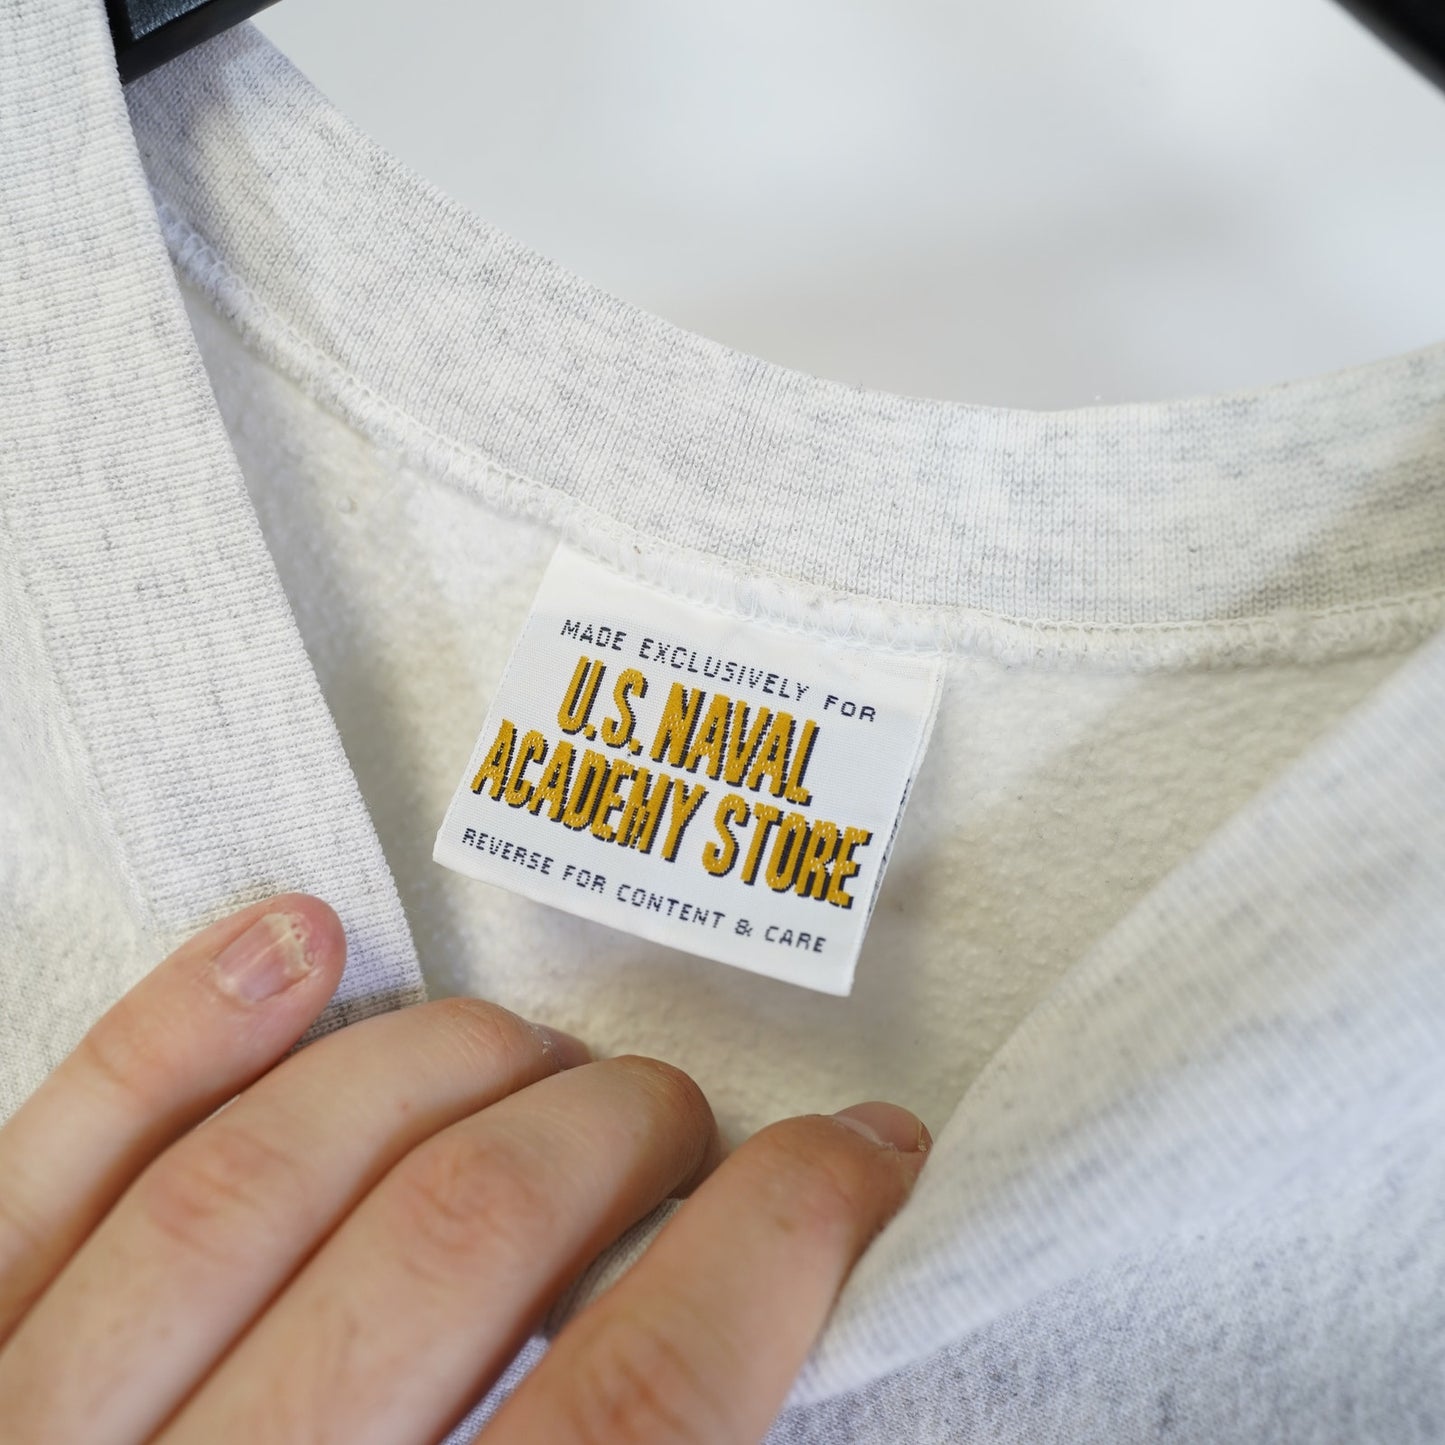 MADE EXCLUSIVELY FOR
U.S. NAVAL
ACADEMY STORE
REVERSE FOR CONTENT & CARE